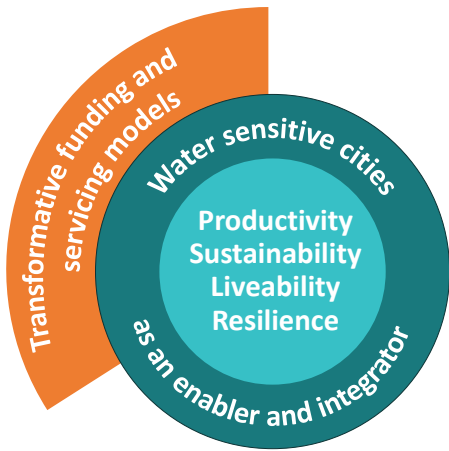 Transformative funding and
servicing models
Water sensitive cities
Productivity
Sustainability
Liveability
Resilience
as an enabler and integrator